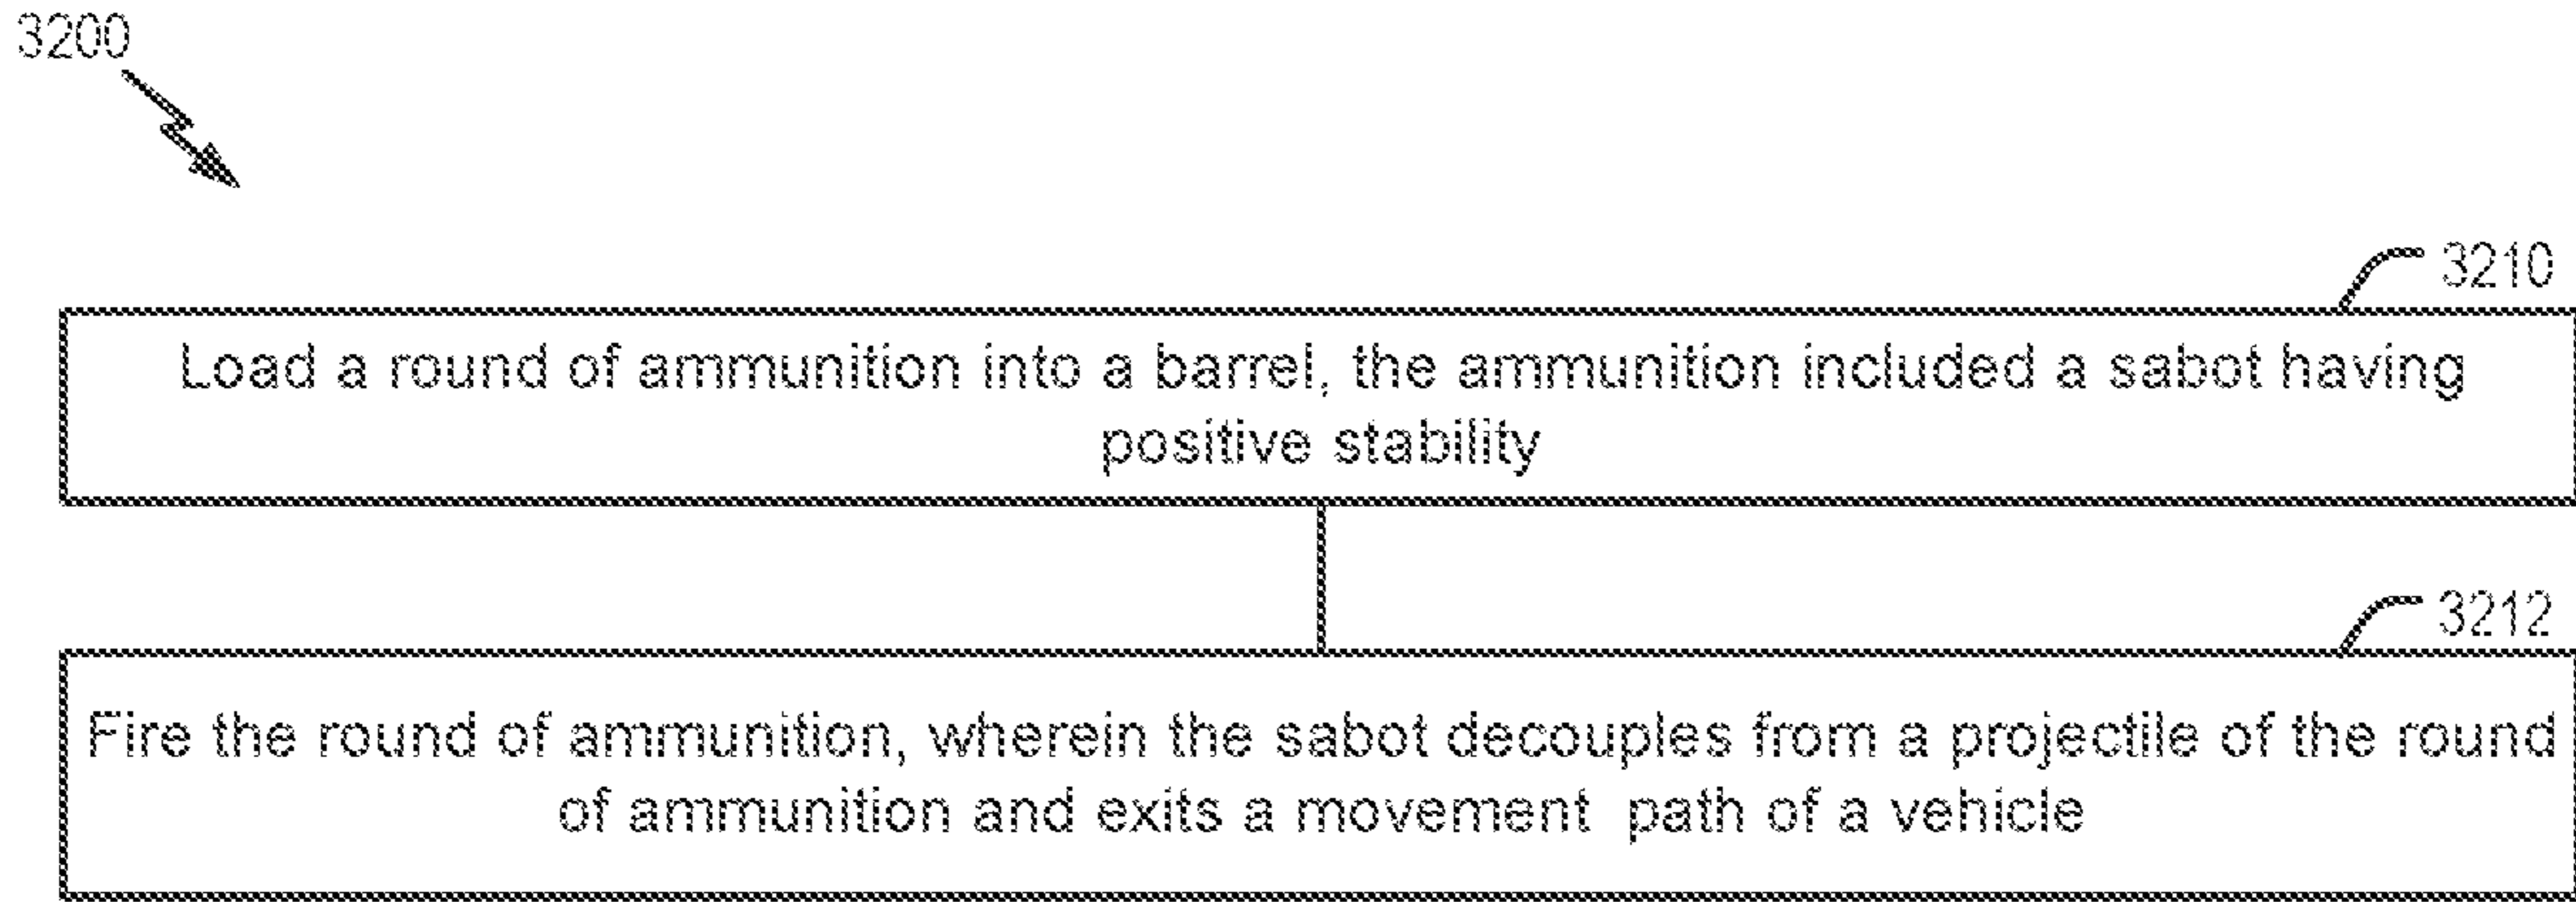 3200
3210
Load a round of ammunition into a barrel, the ammunition included a sabot having
positive stability
3212
Fire the round of ammunition, wherein the sabot decouples from a projectile of the round
of ammunition and exits a movement path of a vehicle